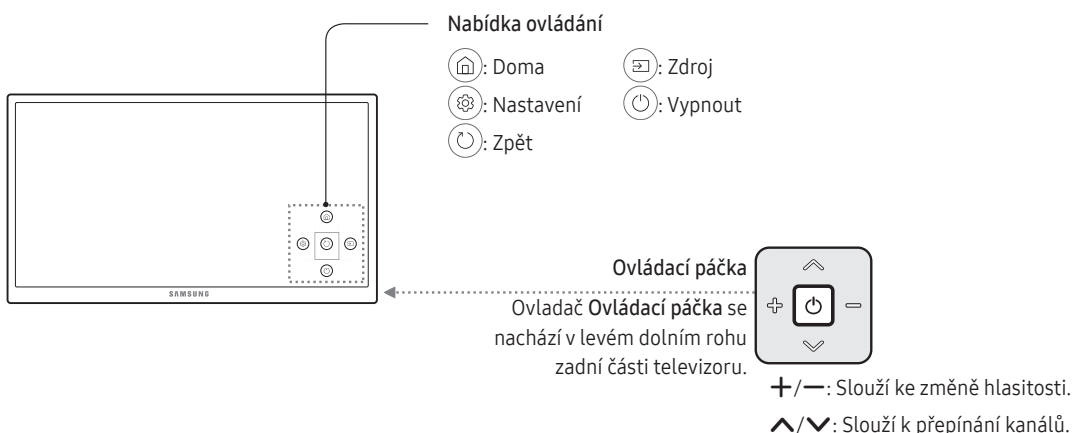 Nabídka ovládání
: Doma
: Zdroj
: Nastavení
: Vypnout
: Zpět
SAMSUNG
Ovládací páčka
Ovladač Ovládací páčka se
nachází v levém dolním rohu
zadní části televizoru.
+/−: Slouží ke změně hlasitosti.
∧/∨: Slouží k přepínání kanálů.